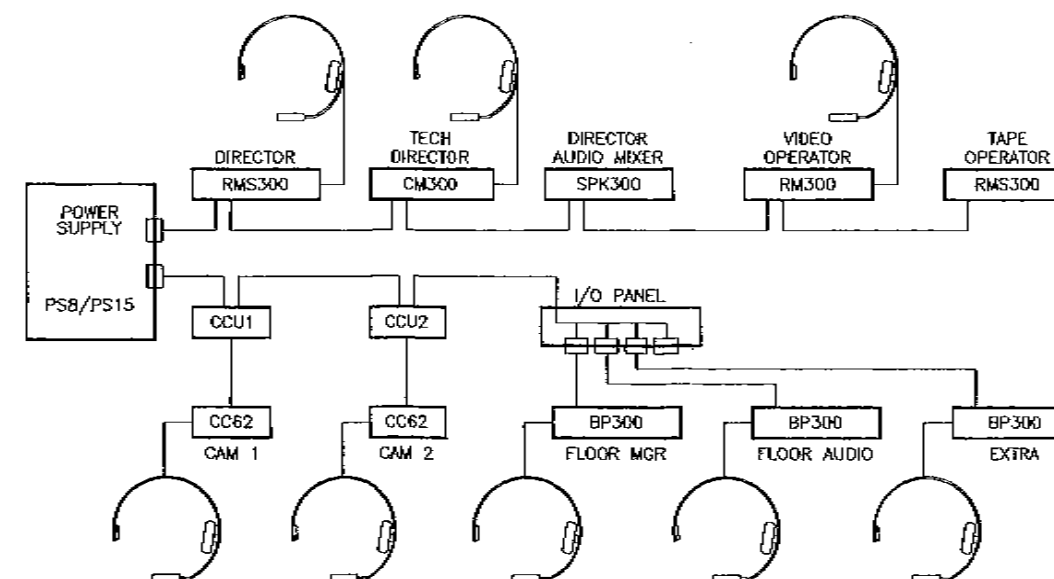 DIRECTOR
TECH
DIRECTOR
DIRECTOR
AUDIO MIXER
VIDEO
OPERATOR
TAPE
OPERATOR
RMS300
CM300
SPK300
RM300
RMS300
POWER
SUPPLY
PS8/PS15
I/O PANEL
CCU1
CCU2
CC62
CC62
BP300
BP300
BP300
CAM 1
CAM 2
FLOOR MGR
FLOOR AUDIO
EXTRA